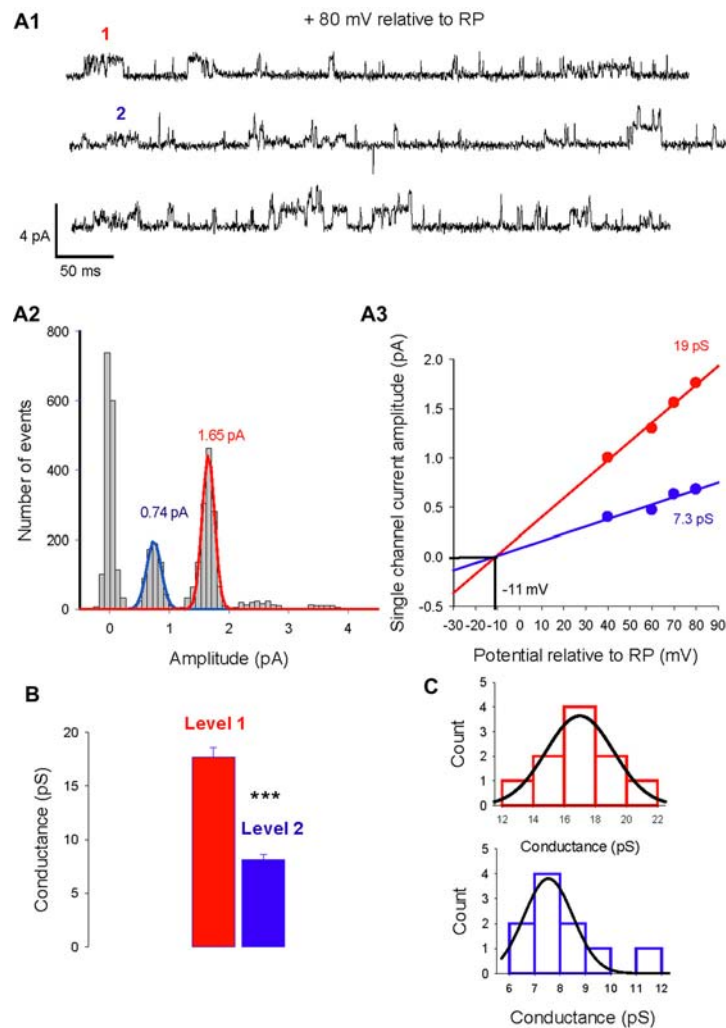 A1
+ 80 mV relative to RP
1
2
4 pA
50 ms
A2
Number of events
800
600
400
200
0
0.74 pA
1.65 pA
0 1 2 3 4
Amplitude (pA)
A3
Single channel current amplitude (pA)
2.0
1.5
1.0
0.5
0.0
-0.5
19 pS
7.3 pS
-11 mV
-30 -20 -10 0 10 20 30 40 50 60 70 80 90
Potential relative to RP (mV)
B
Conductance (pS)
20
15
10
5
0
Level 1
***
Level 2
C
Count
5
4
3
2
1
0
12 14 16 18 20 22
Conductance (pS)
Count
5
4
3
2
1
0
6 7 8 9 10 11 12
Conductance (pS)